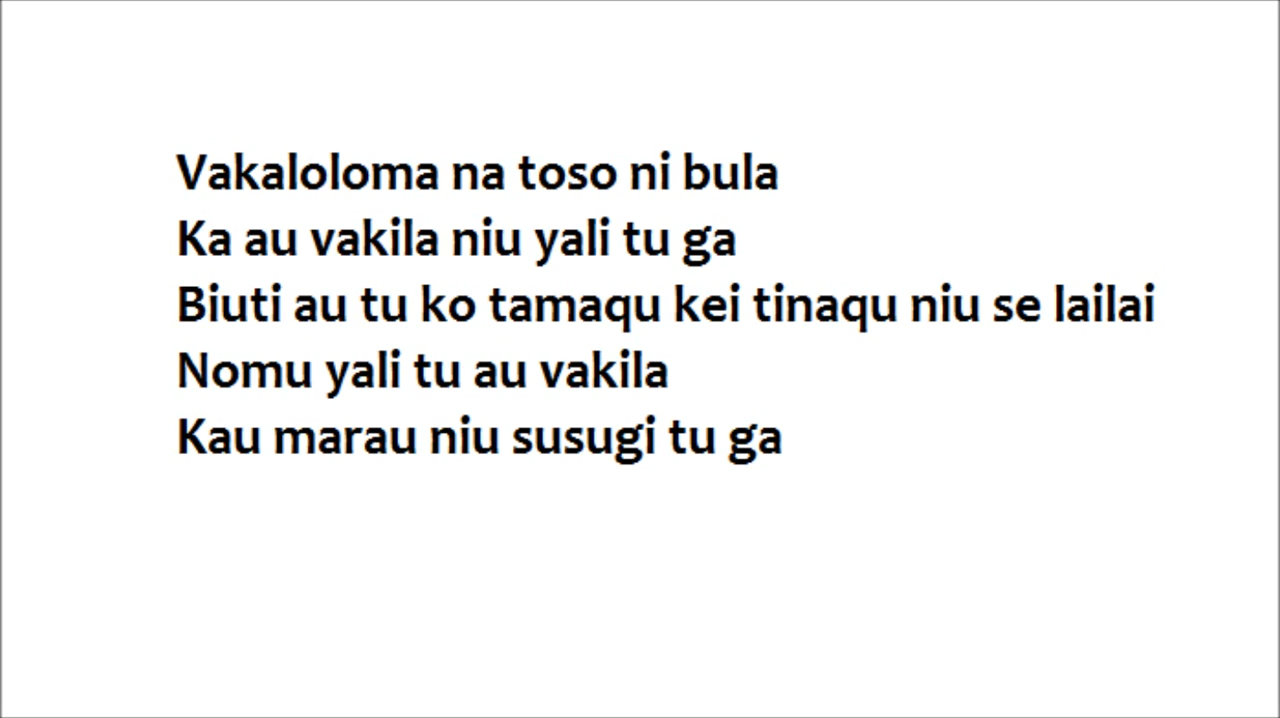 Vakaloloma na toso ni bula
Ka au vakila niu yali tu ga
Biuti au tu ko tamaqu kei tinaqu niu se lailai
Nomu yali tu au vakila
Kau marau niu susugi tu ga